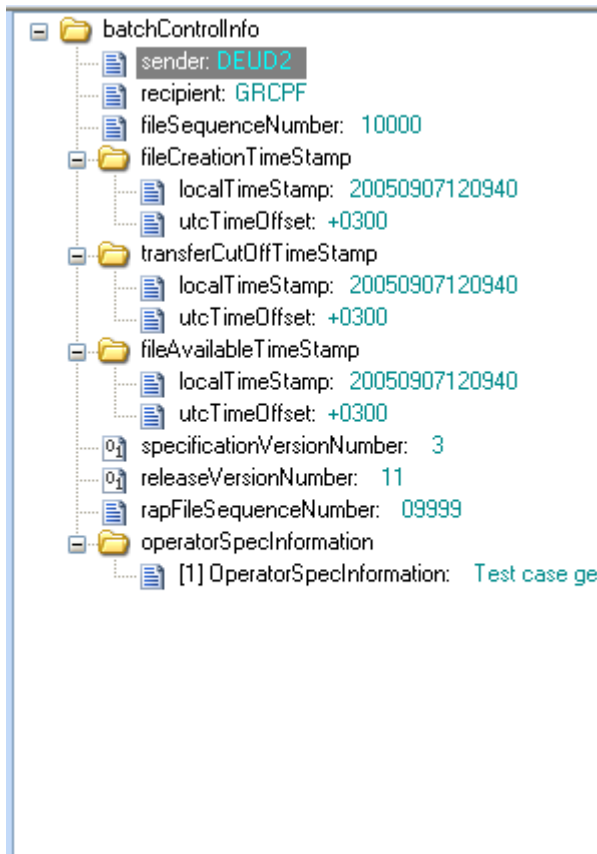 batchControlInfo
sender: DEUD2
recipient: GRCPF
fileSequenceNumber: 10000
fileCreationTimeStamp
localTimeStamp: 20050907120940
utcTimeOffset: +0300
transferCutOffTimeStamp
localTimeStamp: 20050907120940
utcTimeOffset: +0300
fileAvailableTimeStamp
localTimeStamp: 20050907120940
utcTimeOffset: +0300
specificationVersionNumber: 3
releaseVersionNumber: 11
rapFileSequenceNumber: 09999
operatorSpecInformation
[1] OperatorSpecInformation: Test case ge